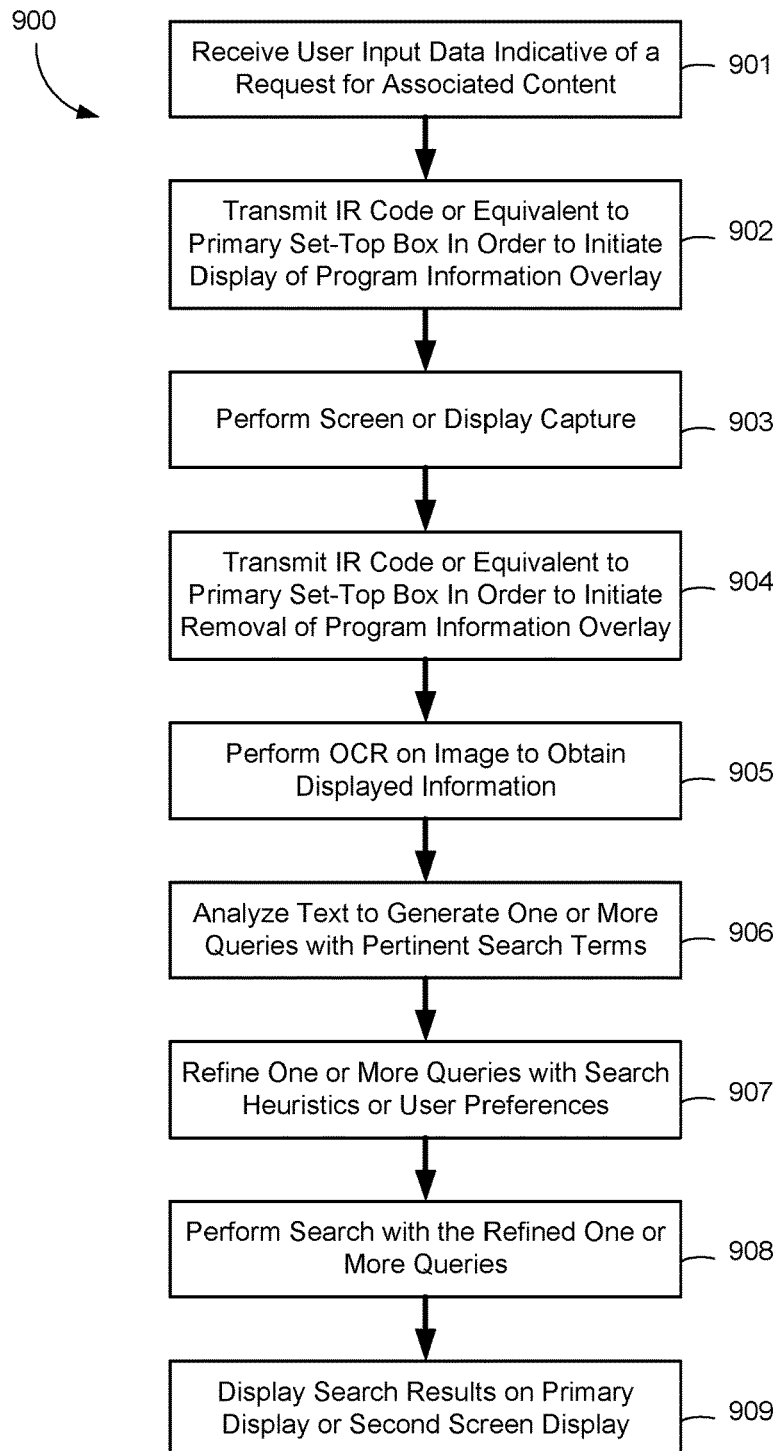 900
Receive User Input Data Indicative of a
Request for Associated Content
901
Transmit IR Code or Equivalent to
Primary Set-Top Box In Order to Initiate
Display of Program Information Overlay
902
Perform Screen or Display Capture
903
Transmit IR Code or Equivalent to
Primary Set-Top Box In Order to Initiate
Removal of Program Information Overlay
904
Perform OCR on Image to Obtain
Displayed Information
905
Analyze Text to Generate One or More
Queries with Pertinent Search Terms
906
Refine One or More Queries with Search
Heuristics or User Preferences
907
Perform Search with the Refined One or
More Queries
908
Display Search Results on Primary
Display or Second Screen Display
909